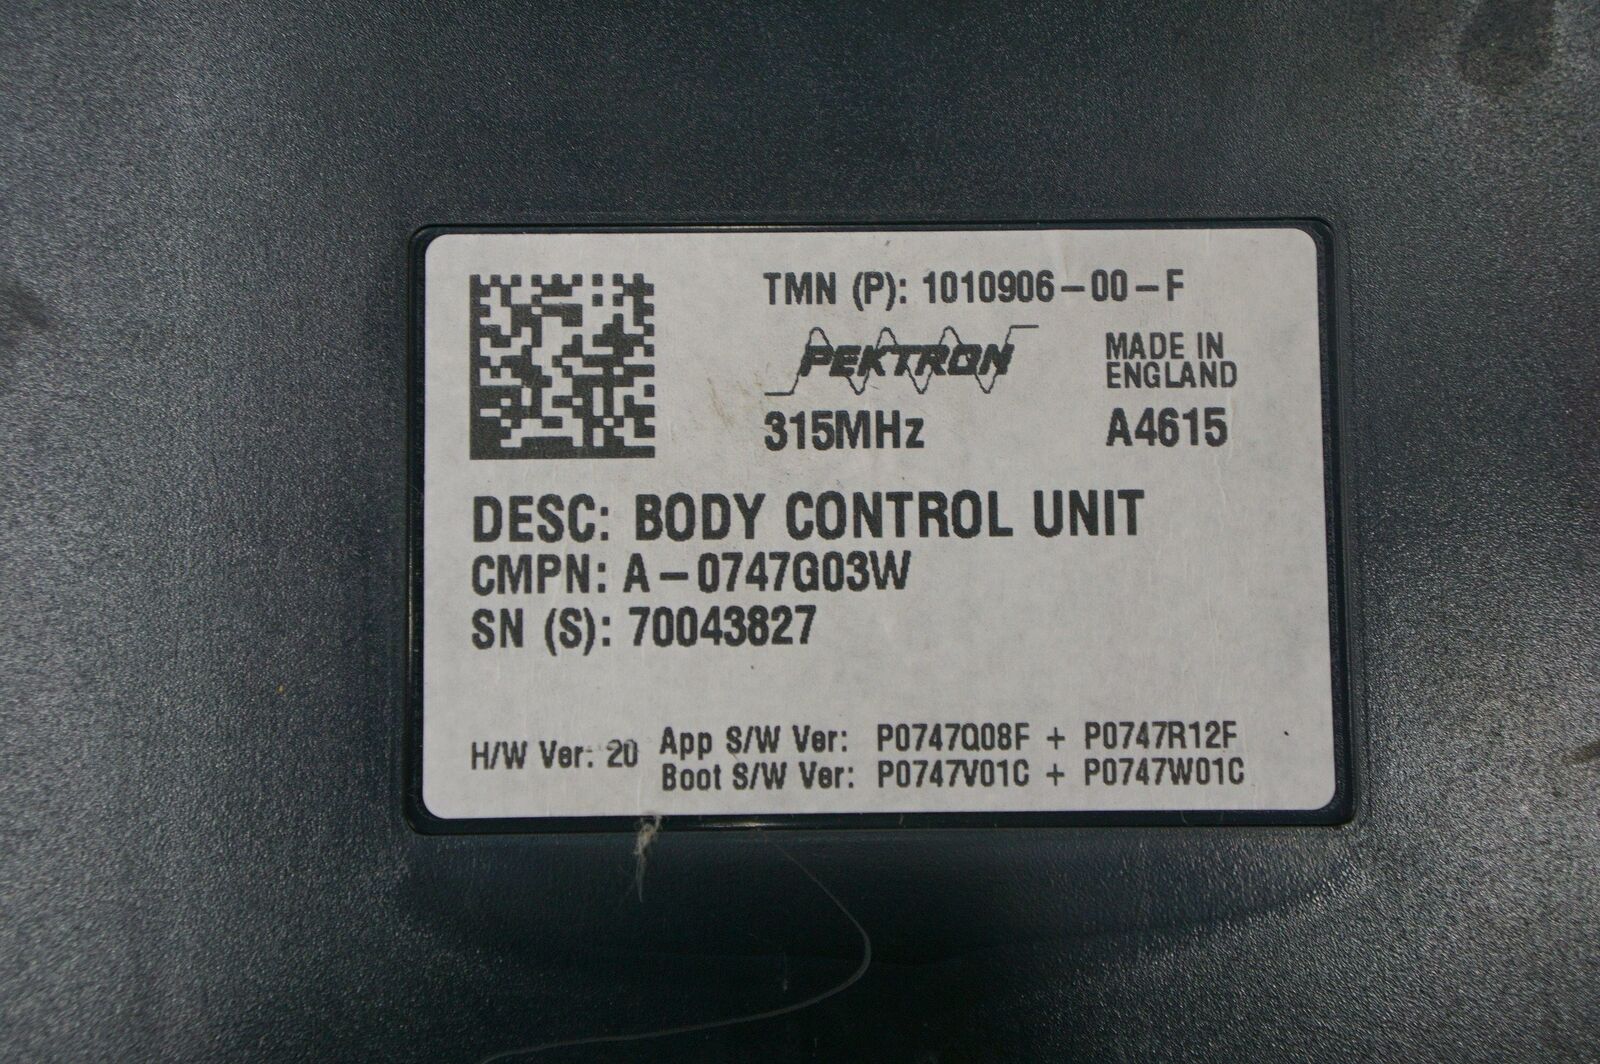 TMN (P): 1010906-00-F
PEKTRON
MADE IN
ENGLAND
315MHz
A4615
DESC: BODY CONTROL UNIT
CMPN: A-0747G03W
SN (S): 70043827
H/W Ver: 20
App S/W Ver: P0747Q08F + P0747R12F
Boot S/W Ver: P0747V01C + P0747W01C